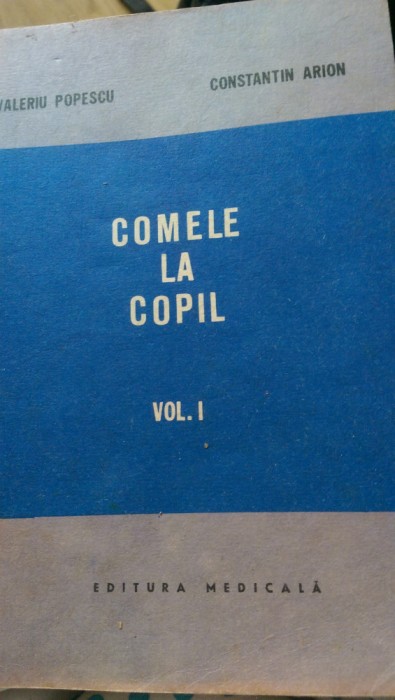 VALERIU POPESCU
CONSTANTIN ARION
COMELE
LA
COPIL
VOL. I
EDITURA MEDICALĂ